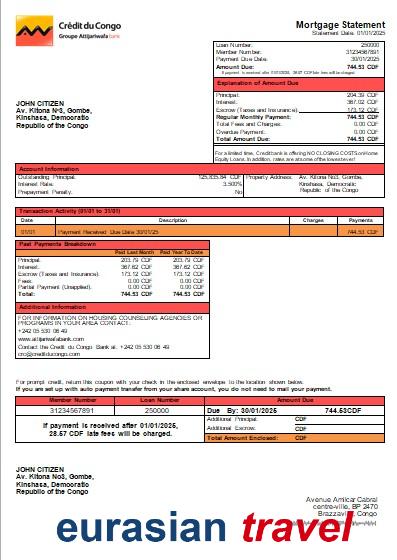 Crédit du Congo
Groupe Attijariwafa bank
Mortgage Statement
Statement Date: 01/01/2025
Loan Number: 250000
Member Number: 31234567891
Payment Due Date: 30/01/2025
Amount Due: 744.53 CDF
If payment is received after 01/01/2025, 28.57 CDF late fees will be charged.
JOHN CITIZEN
Av. Kitona №3, Gombe,
Kinshasa, Democratic
Republic of the Congo
Explanation of Amount Due
Principal: 204.39 CDF
Interest: 367.02 CDF
Escrow (Taxes and Insurance): 173.12 CDF
Regular Monthly Payment: 744.53 CDF
Total Fees and Charges: 0.00 CDF
Overdue Payment: 0.00 CDF
Total Amount Due: 744.53 CDF
For a limited time, Creditbank is offering NO CLOSING COSTS on Home
Equity Loans. In addition, rates are at some of the lowest ever!
Account Information
Outstanding Principal: 125,835.84 CDF
Interest Rate: 3.500%
Prepayment Penalty: No
Property Address: Av. Kitona No3, Gombe,
Kinshasa, Democratic
Republic of the Congo
Transaction Activity (01/01 to 31/01)
Date Description Charges Payments
01/01 Payment Received Due Date 30/01/25 744.53 CDF
Past Payments Breakdown
Paid Last Month Paid Year To Date
Principal: 203.79 CDF 203.79 CDF
Interest: 367.62 CDF 367.62 CDF
Escrow (Taxes and Insurance): 173.12 CDF 173.12 CDF
Fees: 0.00 CDF 0.00 CDF
Partial Payment (Unapplied): 0.00 CDF 0.00 CDF
Total: 744.53 CDF 744.53 CDF
Additional Information
FOR INFORMATION ON HOUSING COUNSELING AGENCIES OR
PROGRAMS IN YOUR AREA CONTACT:
+242 05 530 06 49
www.attijariwafabank.com
Contact the Credit du Congo Bank at. +242 05 530 06 49
crc@creditducongo.com
For prompt credit, return this coupon with your check in the enclosed envelope to the location shown below.
If you are set up with auto payment transfer from your share account, you do not need to mail your payment.
Member Number Loan Number Amount Due
31234567891 250000 Due By: 30/01/2025 744.53CDF
If payment is received after 01/01/2025,
28.57 CDF late fees will be charged.
Additional Principal: CDF
Additional Escrow: CDF
Total Amount Enclosed: CDF
JOHN CITIZEN
Av. Kitona No3, Gombe,
Kinshasa, Democratic
Republic of the Congo
Avenue Amilcar Cabral
centre-ville, BP 2470
Brazzaville, Congo
eurasian travel